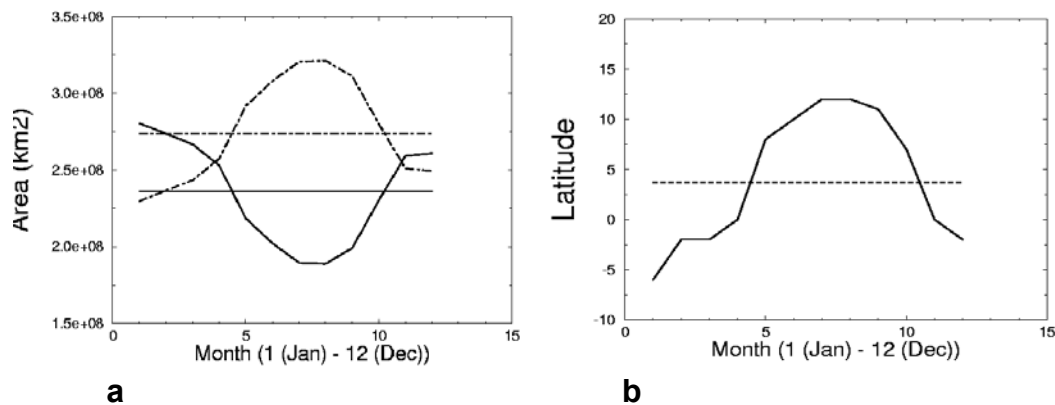 Area (km2)
3.5e+08
3.0e+08
2.5e+08
2.0e+08
1.5e+08
0 5 10 15
Month (1 (Jan) - 12 (Dec))
a
Latitude
20
15
10
5
0
-5
-10
0 5 10 15
Month (1 (Jan) - 12 (Dec))
b